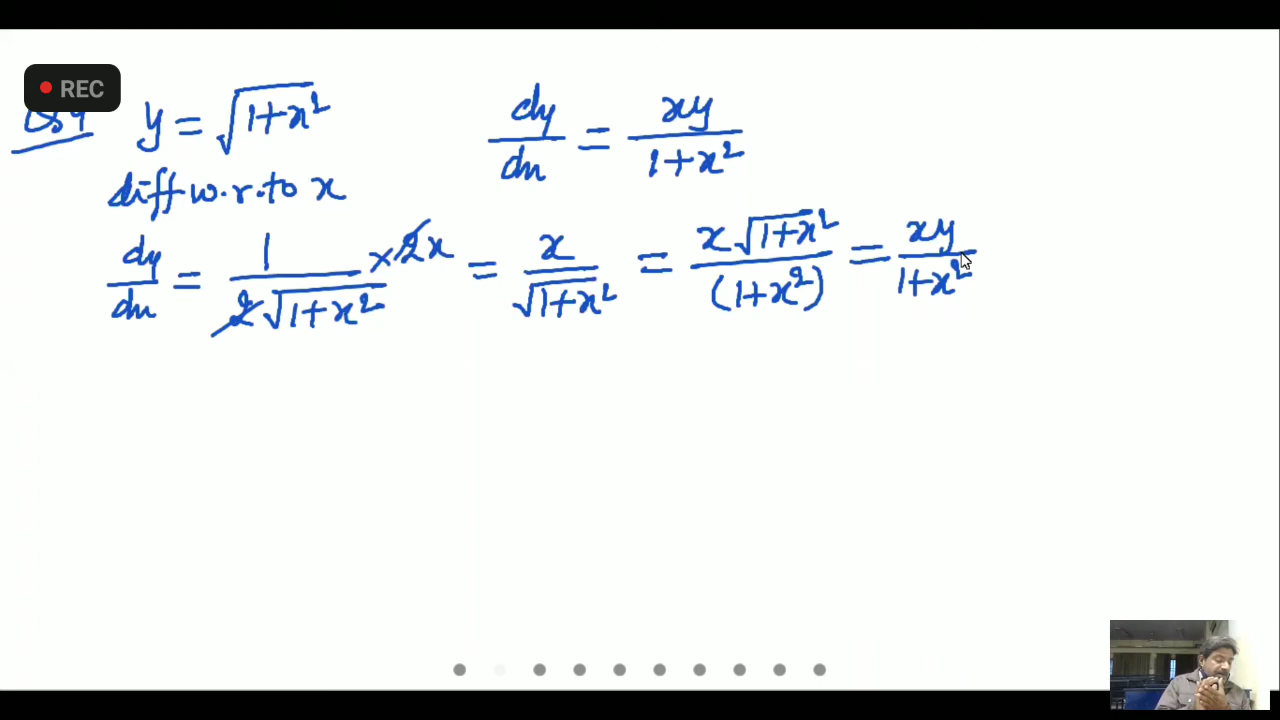 REC
y = √(1+x²)    dy/dx = xy/(1+x²)
diff w.r.to x
dy/dx = 1/(2√(1+x²)) × 2x = x/√(1+x²) = x√(1+x²)/(1+x²) = xy/(1+x²)